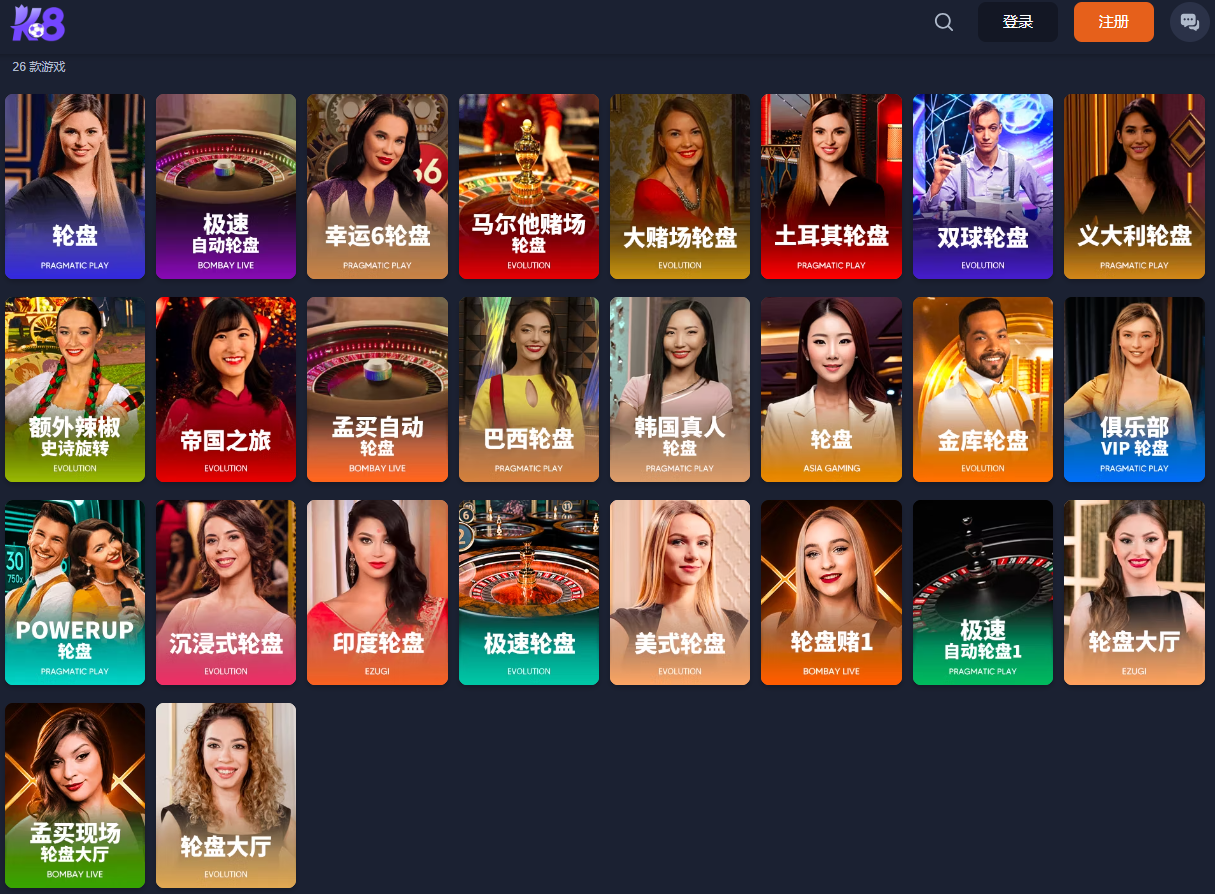 K8
登录
注册
26 款游戏
轮盘
PRAGMATIC PLAY
极速
自动轮盘
BOMBAY LIVE
66
幸运6轮盘
PRAGMATIC PLAY
马尔他赌场
轮盘
EVOLUTION
大赌场轮盘
EVOLUTION
土耳其轮盘
PRAGMATIC PLAY
双球轮盘
EVOLUTION
义大利轮盘
PRAGMATIC PLAY
额外辣椒
史诗旋转
EVOLUTION
帝国之旅
EVOLUTION
孟买自动
轮盘
BOMBAY LIVE
巴西轮盘
PRAGMATIC PLAY
韩国真人
轮盘
PRAGMATIC PLAY
轮盘
ASIA GAMING
金库轮盘
EVOLUTION
俱乐部
VIP 轮盘
PRAGMATIC PLAY
30
750x
POWERUP
轮盘
PRAGMATIC PLAY
沉浸式轮盘
EVOLUTION
印度轮盘
EZUGI
6
2
11
极速轮盘
EVOLUTION
美式轮盘
EVOLUTION
轮盘赌1
BOMBAY LIVE
极速
自动轮盘1
PRAGMATIC PLAY
轮盘大厅
EZUGI
孟买现场
轮盘大厅
BOMBAY LIVE
轮盘大厅
EVOLUTION